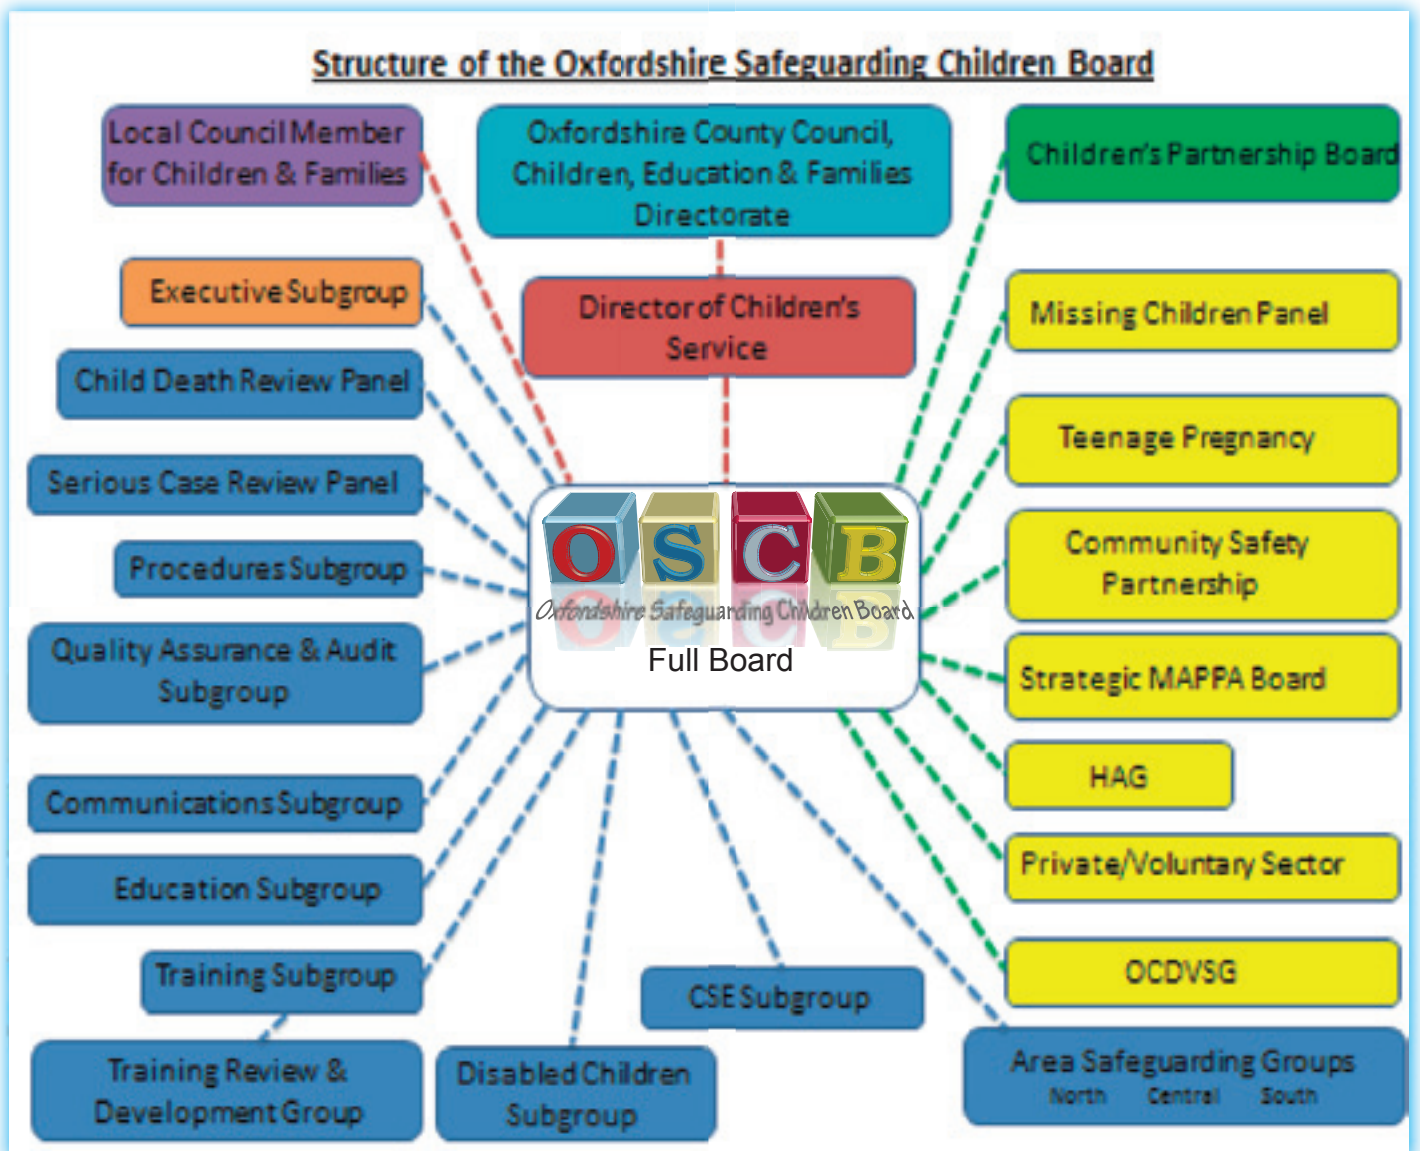 Structure of the Oxfordshire Safeguarding Children Board
Local Council Member
for Children & Families
Oxfordshire County Council,
Children, Education & Families
Directorate
Children's Partnership Board
Executive Subgroup
Director of Children's
Service
Missing Children Panel
Child Death Review Panel
Teenage Pregnancy
Serious Case Review Panel
Community Safety
Partnership
Procedures Subgroup
O S C B
Oxfordshire Safeguarding Children Board
Full Board
Quality Assurance & Audit
Subgroup
Strategic MAPPA Board
HAG
Communications Subgroup
Private/Voluntary Sector
Education Subgroup
OCDVSG
Training Subgroup
CSE Subgroup
Training Review &
Development Group
Disabled Children
Subgroup
Area Safeguarding Groups
North Central South